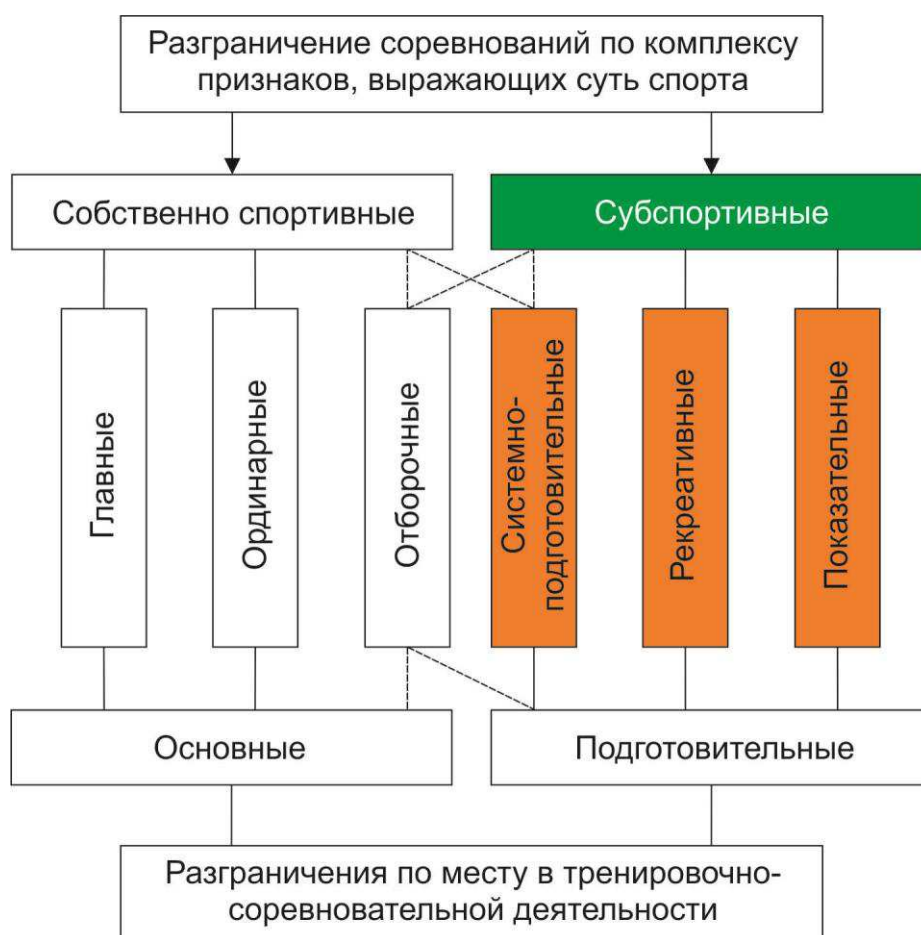 Разграничение соревнований по комплексу
признаков, выражающих суть спорта
Собственно спортивные
Субспортивные
Главные
Ординарные
Отборочные
Системно-
подготовительные
Рекреативные
Показательные
Основные
Подготовительные
Разграничения по месту в тренировочно-
соревновательной деятельности